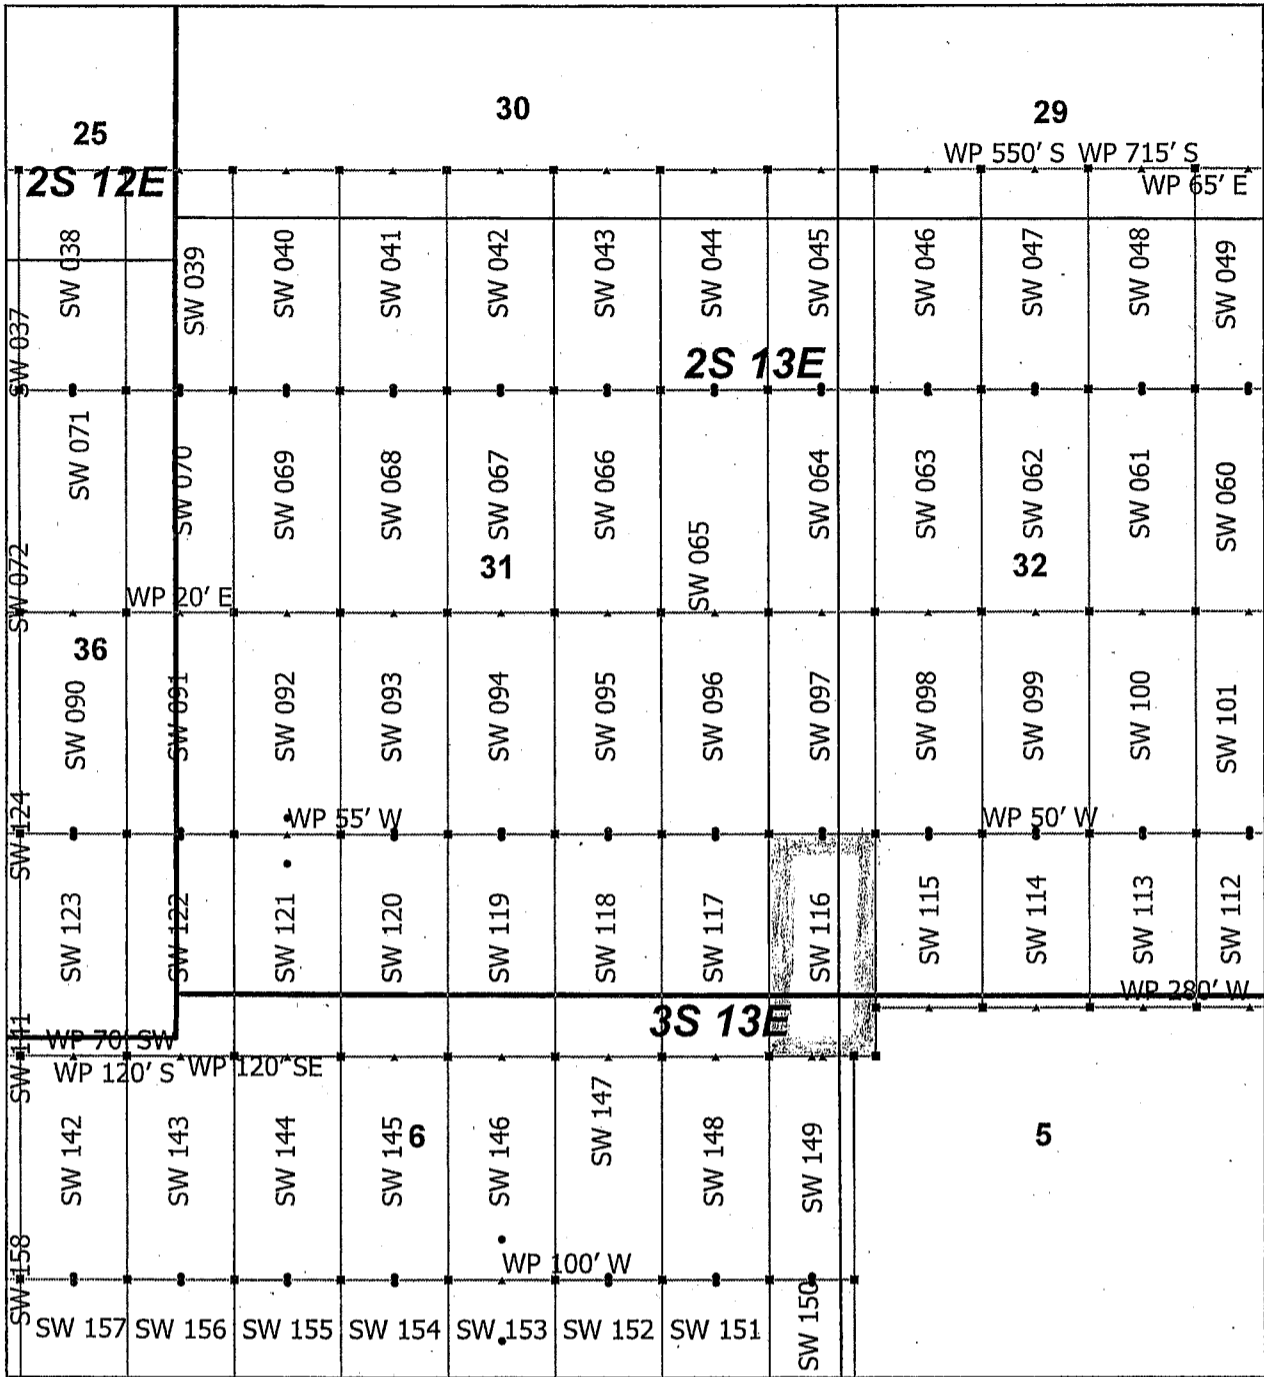 30
29
25
WP 550' S WP 715' S
2S 12E
WP 65' E
SW 038
SW 039
SW 040
SW 041
SW 042
SW 043
SW 044
SW 045
SW 046
SW 047
SW 048
SW 049
SW 037
2S 13E
SW 071
SW 070
SW 069
SW 068
SW 067
SW 066
SW 065
SW 064
SW 063
SW 062
SW 061
SW 060
31
32
SW 072
WP 20' E
36
SW 090
SW 091
SW 092
SW 093
SW 094
SW 095
SW 096
SW 097
SW 098
SW 099
SW 100
SW 101
SW 124
WP 55' W
WP 50' W
SW 123
SW 122
SW 121
SW 120
SW 119
SW 118
SW 117
SW 116
SW 115
SW 114
SW 113
SW 112
WP 280' W
3S 13E
SW 141
WP 70' SW
WP 120' S
WP 120' SE
SW 142
SW 143
SW 144
SW 145
6
SW 146
SW 147
SW 148
SW 149
5
SW 158
WP 100' W
SW 157
SW 156
SW 155
SW 154
SW 153
SW 152
SW 151
SW 150